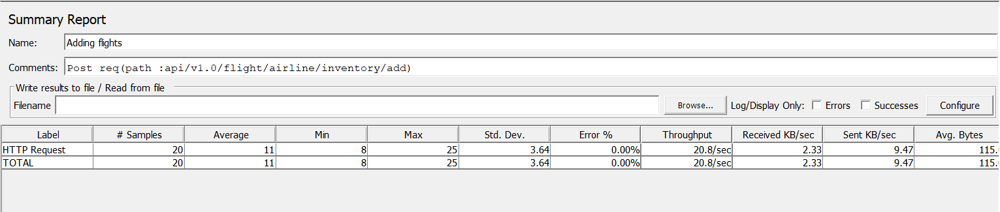 Summary Report
Name: Adding flights
Comments: Post req(path :api/v1.0/flight/airline/inventory/add)
Write results to file / Read from file
Filename Browse... Log/Display Only: Errors Successes Configure
Label # Samples Average Min Max Std. Dev. Error % Throughput Received KB/sec Sent KB/sec Avg. Bytes
HTTP Request 20 11 8 25 3.64 0.00% 20.8/sec 2.33 9.47 115.
TOTAL 20 11 8 25 3.64 0.00% 20.8/sec 2.33 9.47 115.